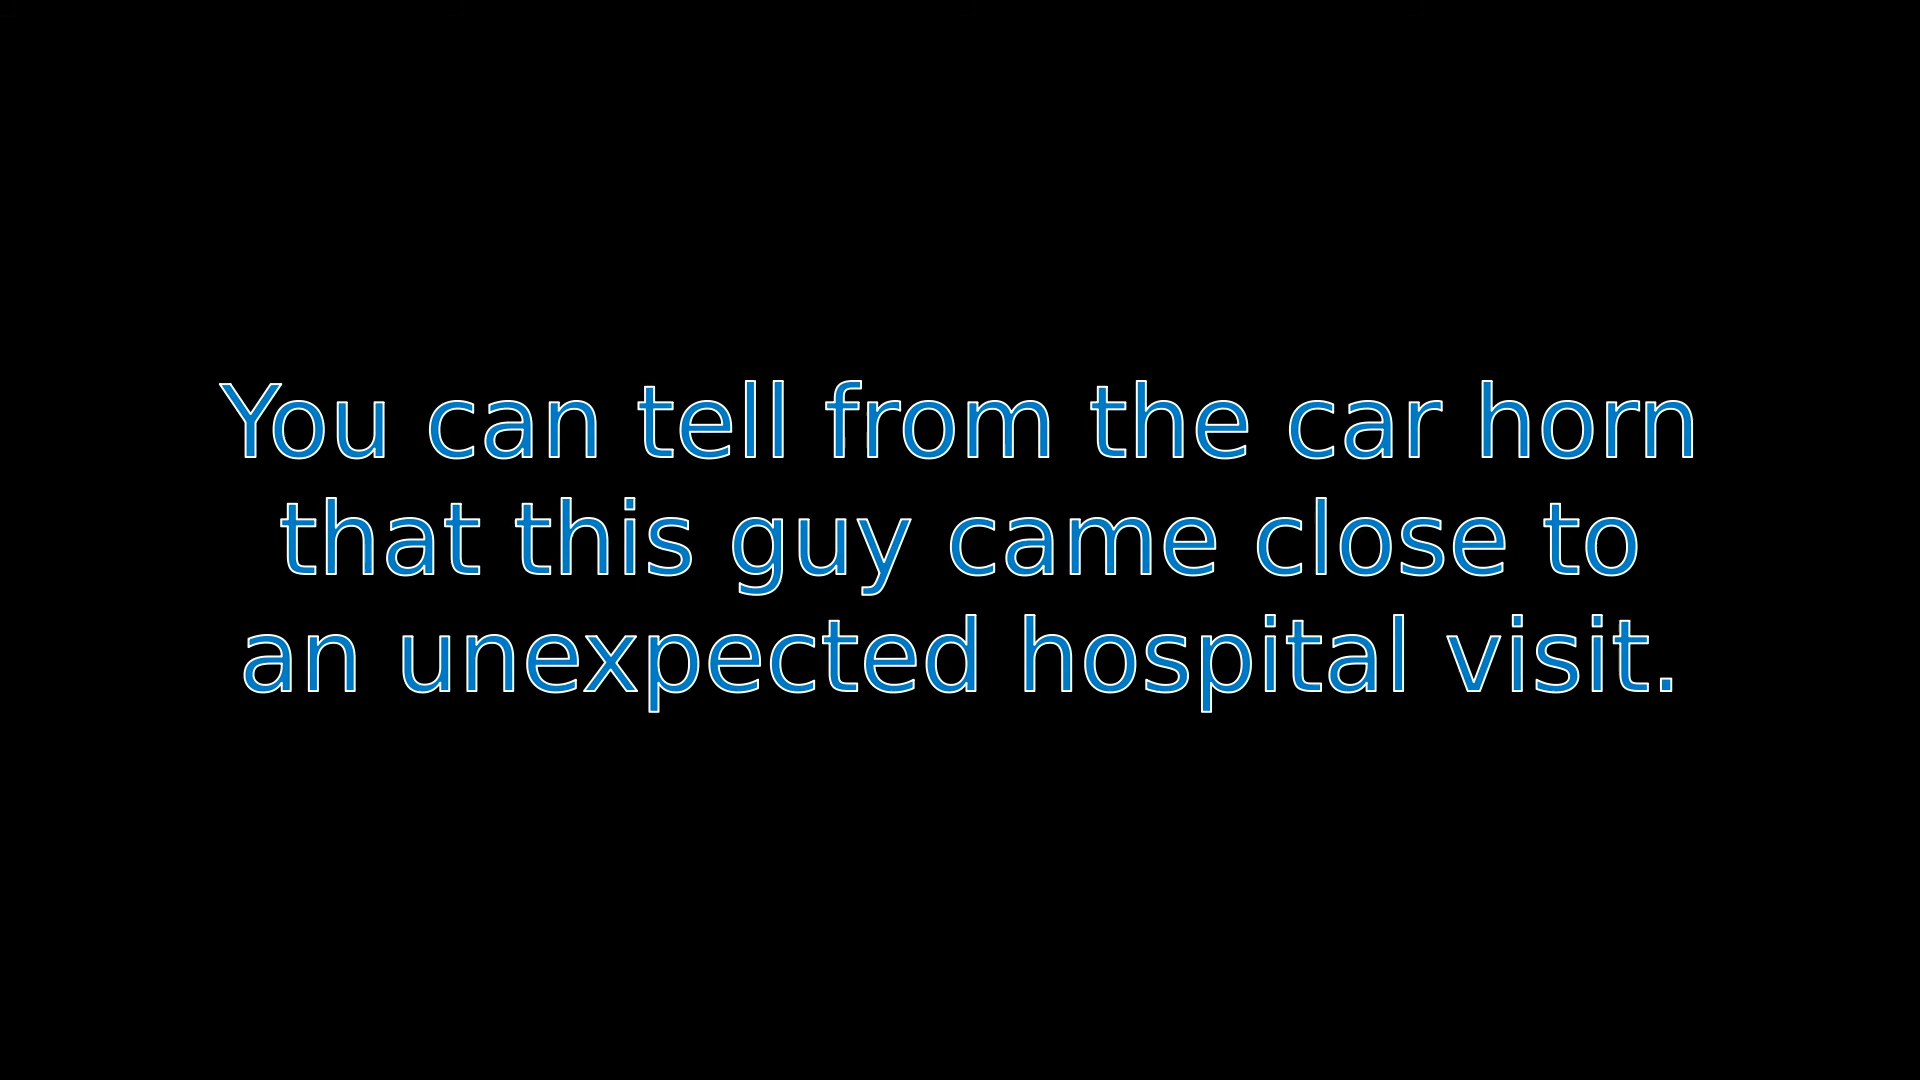 You can tell from the car horn
that this guy came close to
an unexpected hospital visit.